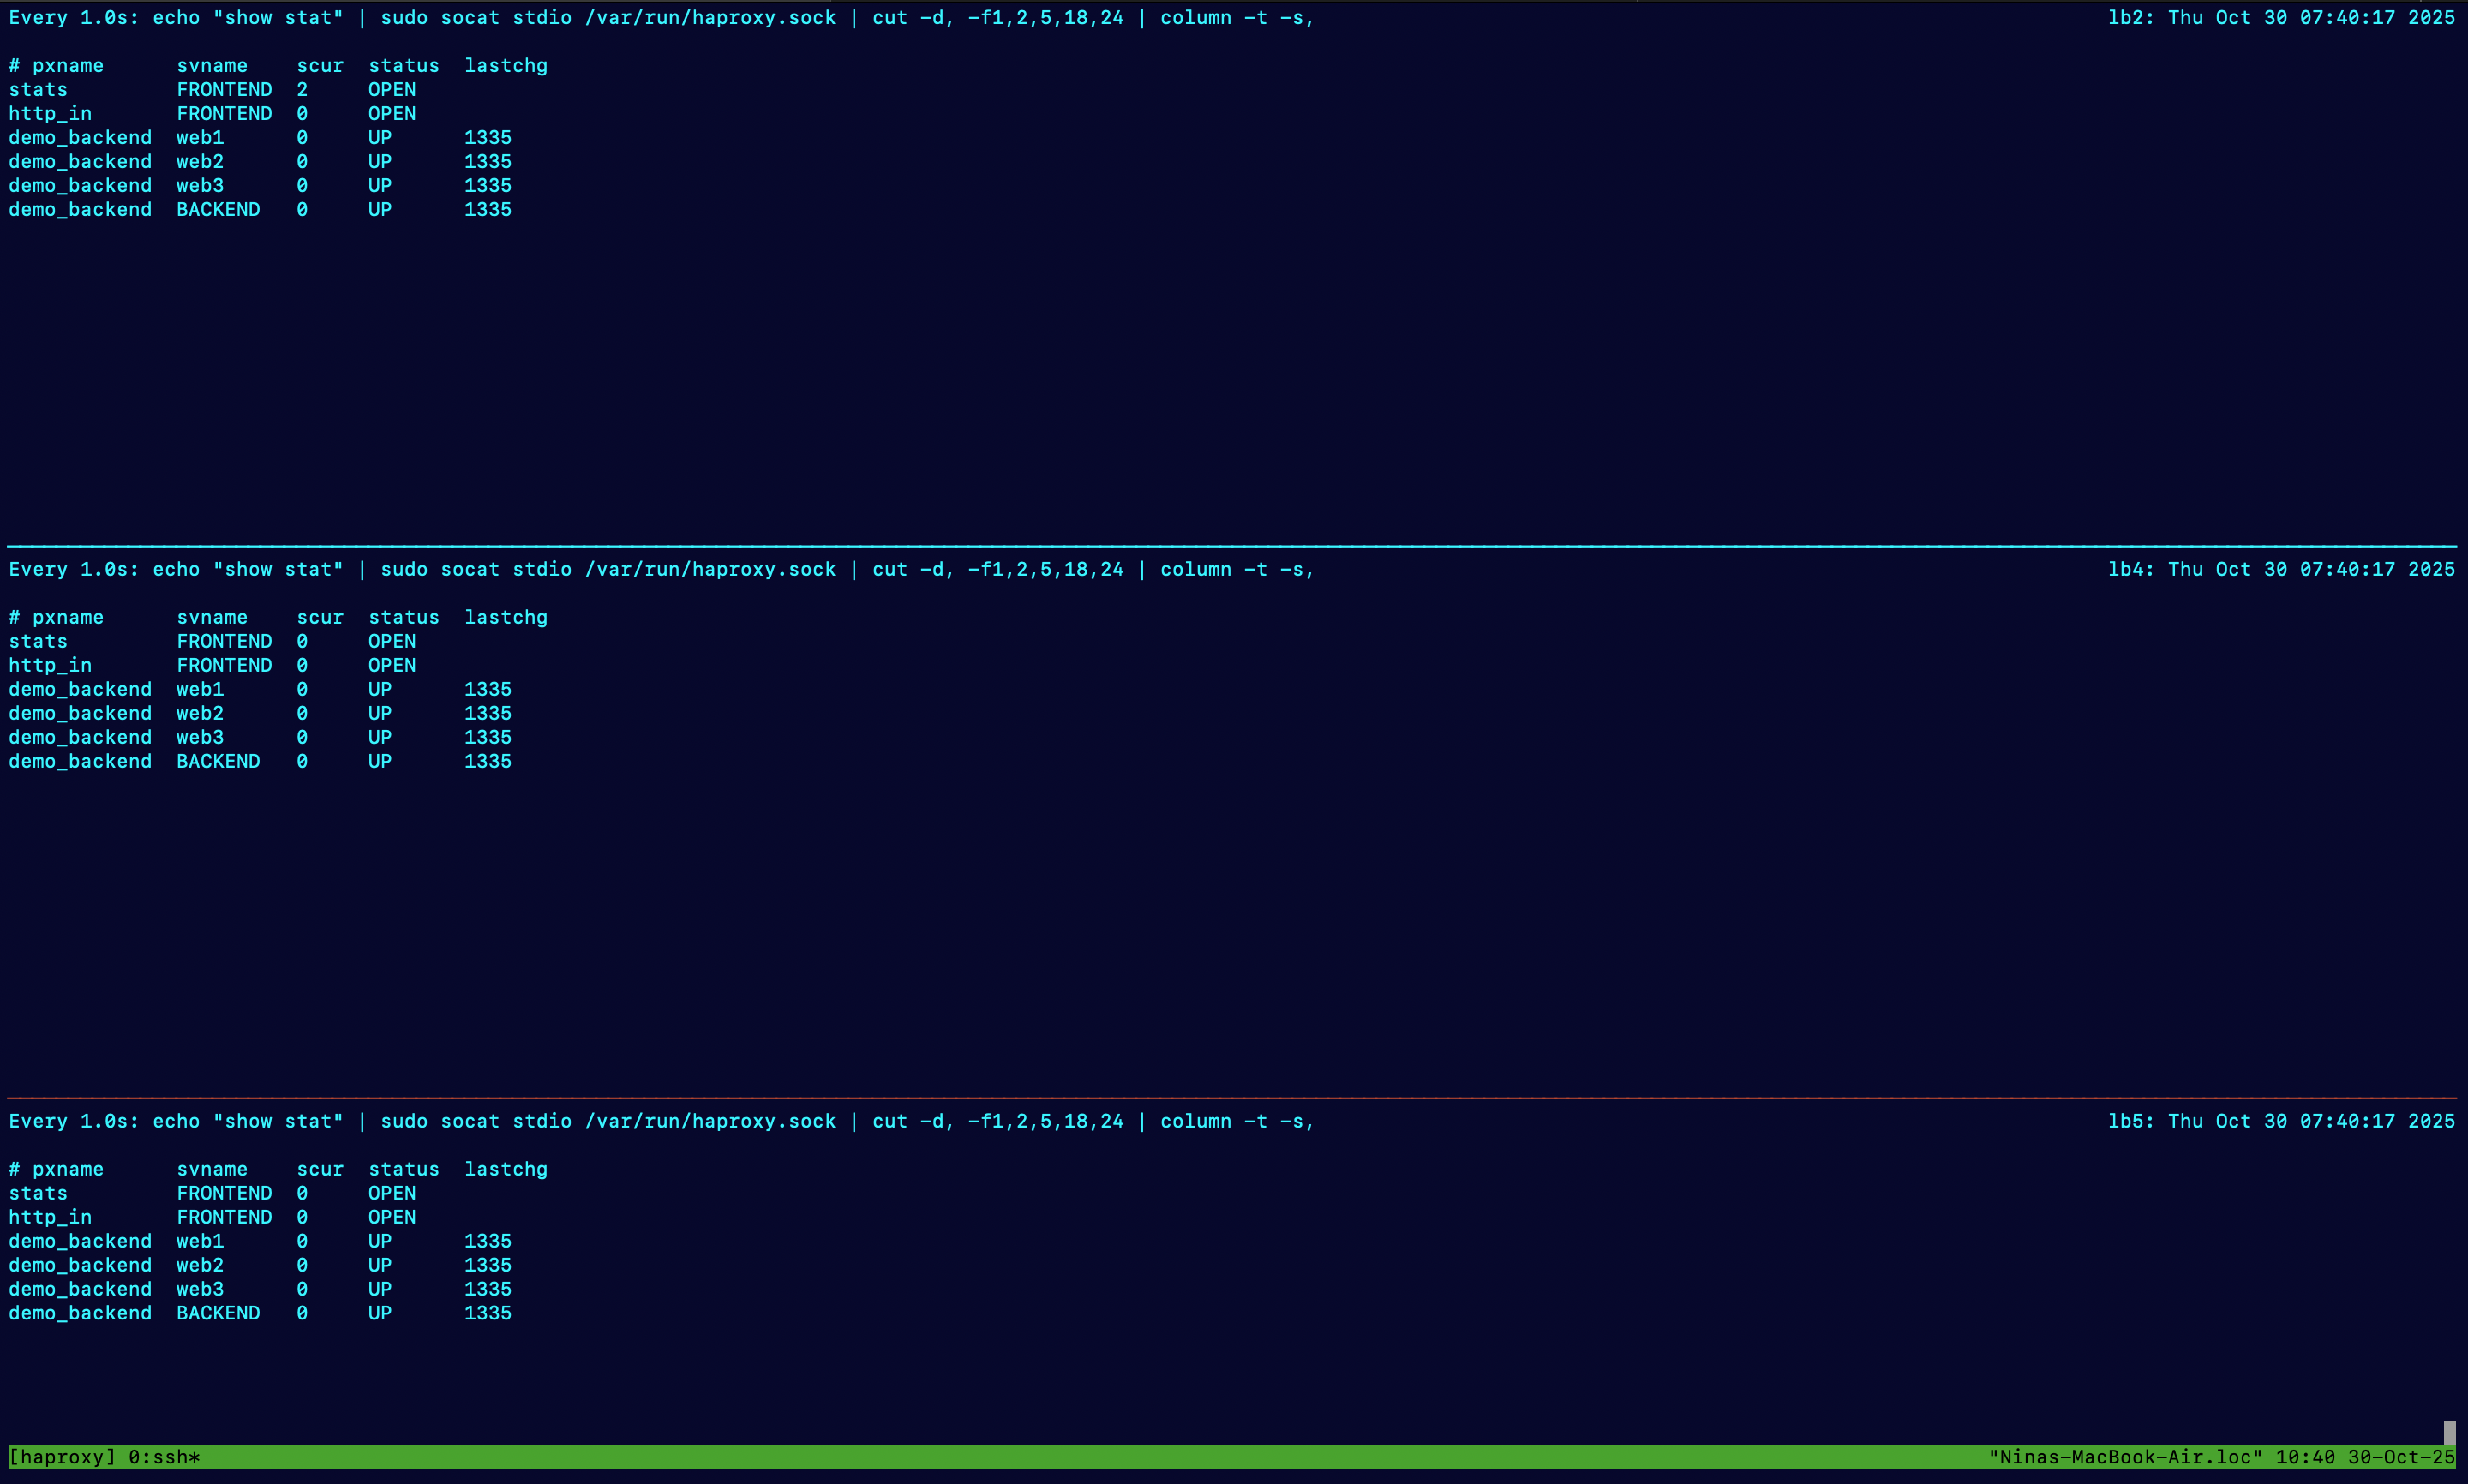 Every 1.0s: echo "show stat" | sudo socat stdio /var/run/haproxy.sock | cut -d, -f1,2,5,18,24 | column -t -s,    lb2: Thu Oct 30 07:40:17 2025
# pxname      svname    scur  status  lastchg
stats         FRONTEND  2     OPEN
http_in       FRONTEND  0     OPEN
demo_backend  web1      0     UP      1335
demo_backend  web2      0     UP      1335
demo_backend  web3      0     UP      1335
demo_backend  BACKEND   0     UP      1335
Every 1.0s: echo "show stat" | sudo socat stdio /var/run/haproxy.sock | cut -d, -f1,2,5,18,24 | column -t -s,    lb4: Thu Oct 30 07:40:17 2025
# pxname      svname    scur  status  lastchg
stats         FRONTEND  0     OPEN
http_in       FRONTEND  0     OPEN
demo_backend  web1      0     UP      1335
demo_backend  web2      0     UP      1335
demo_backend  web3      0     UP      1335
demo_backend  BACKEND   0     UP      1335
Every 1.0s: echo "show stat" | sudo socat stdio /var/run/haproxy.sock | cut -d, -f1,2,5,18,24 | column -t -s,    lb5: Thu Oct 30 07:40:17 2025
# pxname      svname    scur  status  lastchg
stats         FRONTEND  0     OPEN
http_in       FRONTEND  0     OPEN
demo_backend  web1      0     UP      1335
demo_backend  web2      0     UP      1335
demo_backend  web3      0     UP      1335
demo_backend  BACKEND   0     UP      1335
[haproxy] 0:ssh*    "Ninas-MacBook-Air.loc" 10:40 30-Oct-25